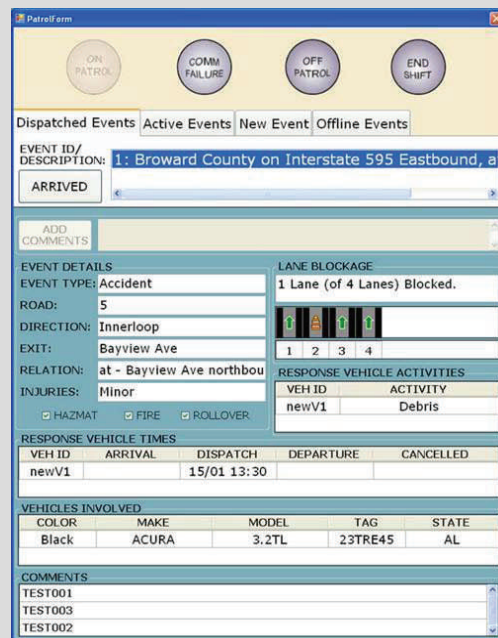 PatrolForm
ON PATROL
COMM FAILURE
OFF PATROL
END SHIFT
Dispatched Events Active Events New Event Offline Events
EVENT ID/
DESCRIPTION: 1: Broward County on Interstate 595 Eastbound, a
ARRIVED
ADD
COMMENTS
EVENT DETAILS
EVENT TYPE: Accident
ROAD: 5
DIRECTION: Innerloop
EXIT: Bayview Ave
RELATION: at - Bayview Ave northbou
INJURIES: Minor
HAZMAT FIRE ROLLOVER
LANE BLOCKAGE
1 Lane (of 4 Lanes) Blocked.
1 2 3 4
RESPONSE VEHICLE ACTIVITIES
VEH ID ACTIVITY
newV1 Debris
RESPONSE VEHICLE TIMES
VEH ID ARRIVAL DISPATCH DEPARTURE CANCELLED
newV1 15/01 13:30
VEHICLES INVOLVED
COLOR MAKE MODEL TAG STATE
Black ACURA 3.2TL 23TRE45 AL
COMMENTS
TEST001
TEST003
TEST002